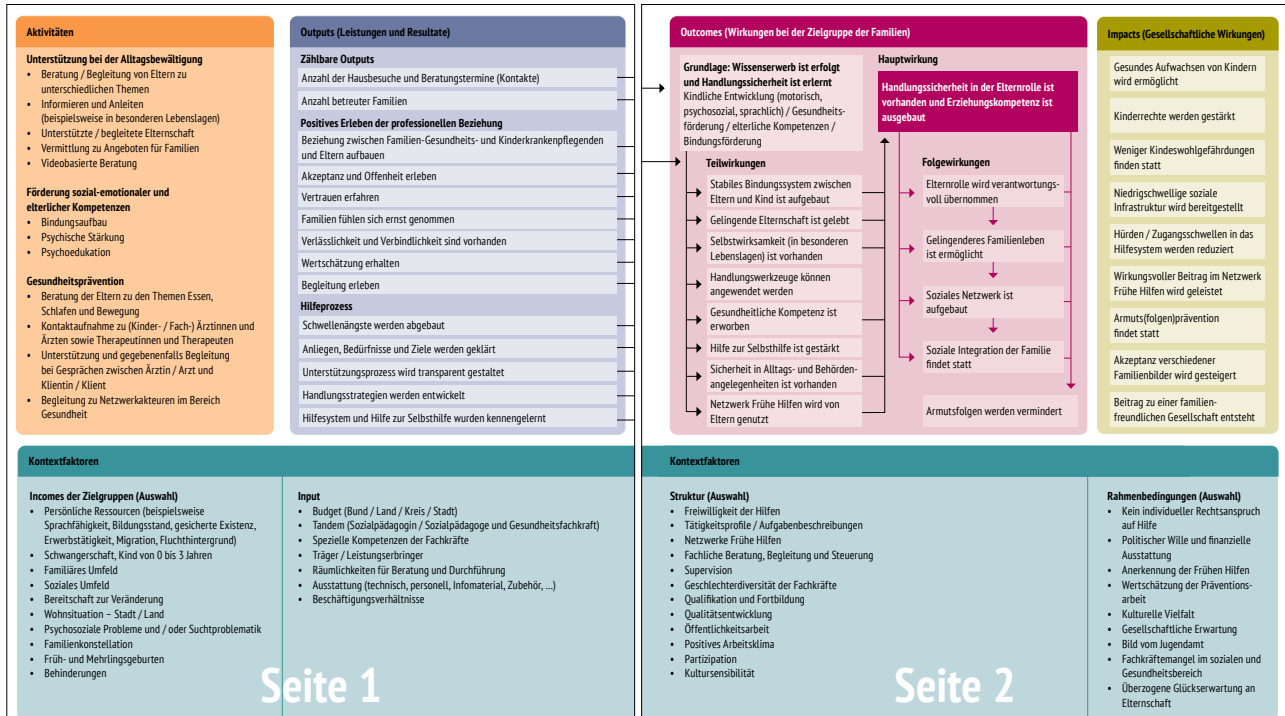 Aktivitäten
Unterstützung bei der Alltagsbewältigung
• Beratung / Begleitung von Eltern zu
unterschiedlichen Themen
• Informieren und Anleiten
(beispielsweise in besonderen Lebenslagen)
• Unterstützte / begleitete Elternschaft
• Vermittlung zu Angeboten für Familien
• Videobasierte Beratung
Förderung sozial-emotionaler und
elterlicher Kompetenzen
• Bindungsaufbau
• Psychische Stärkung
• Psychoedukation
Gesundheitsprävention
• Beratung der Eltern zu den Themen Essen,
Schlafen und Bewegung
• Kontaktaufnahme zu (Kinder- / Fach-) Ärztinnen und
Ärzten sowie Therapeutinnen und Therapeuten
• Unterstützung und gegebenenfalls Begleitung
bei Gesprächen zwischen Ärztin / Arzt und
Klientin / Klient
• Begleitung zu Netzwerkakteuren im Bereich
Gesundheit
Outputs (Leistungen und Resultate)
Zählbare Outputs
Anzahl der Hausbesuche und Beratungstermine (Kontakte)
Anzahl betreuter Familien
Positives Erleben der professionellen Beziehung
Beziehung zwischen Familien-Gesundheits- und Kinderkrankenpflegenden
und Eltern aufbauen
Akzeptanz und Offenheit erleben
Vertrauen erfahren
Familien fühlen sich ernst genommen
Verlässlichkeit und Verbindlichkeit sind vorhanden
Wertschätzung erhalten
Begleitung erleben
Hilfeprozess
Schwellenängste werden abgebaut
Anliegen, Bedürfnisse und Ziele werden geklärt
Unterstützungsprozess wird transparent gestaltet
Handlungsstrategien werden entwickelt
Hilfesystem und Hilfe zur Selbsthilfe wurden kennengelernt
Outcomes (Wirkungen bei der Zielgruppe der Familien)
Grundlage: Wissenserwerb ist erfolgt
und Handlungssicherheit ist erlernt
Kindliche Entwicklung (motorisch,
psychosozial, sprachlich) / Gesundheits-
förderung / elterliche Kompetenzen /
Bindungsförderung
Teilwirkungen
Stabiles Bindungssystem zwischen
Eltern und Kind ist aufgebaut
Gelingende Elternschaft ist gelebt
Selbstwirksamkeit (in besonderen
Lebenslagen) ist vorhanden
Handlungswerkzeuge können
angewendet werden
Gesundheitliche Kompetenz ist
erworben
Hilfe zur Selbsthilfe ist gestärkt
Sicherheit in Alltags- und Behörden-
angelegenheiten ist vorhanden
Netzwerk Frühe Hilfen wird von
Eltern genutzt
Hauptwirkung
Handlungssicherheit in der Elternrolle ist
vorhanden und Erziehungskompetenz ist
ausgebaut
Folgewirkungen
Elternrolle wird verantwortungs-
voll übernommen
Gelingenderes Familienleben
ist ermöglicht
Soziales Netzwerk ist
aufgebaut
Soziale Integration der Familie
findet statt
Armutsfolgen werden vermindert
Impacts (Gesellschaftliche Wirkungen)
Gesundes Aufwachsen von Kindern
wird ermöglicht
Kinderrechte werden gestärkt
Weniger Kindeswohlgefährdungen
finden statt
Niedrigschwellige soziale
Infrastruktur wird bereitgestellt
Hürden / Zugangsschwellen in das
Hilfesystem werden reduziert
Wirkungsvoller Beitrag im Netzwerk
Frühe Hilfen wird geleistet
Armuts(folgen)prävention
findet statt
Akzeptanz verschiedener
Familienbilder wird gesteigert
Beitrag zu einer familien-
freundlichen Gesellschaft entsteht
Kontextfaktoren
Incomes der Zielgruppen (Auswahl)
• Persönliche Ressourcen (beispielsweise
Sprachfähigkeit, Bildungsstand, gesicherte Existenz,
Erwerbstätigkeit, Migration, Fluchthintergrund)
• Schwangerschaft, Kind von 0 bis 3 Jahren
• Familiäres Umfeld
• Soziales Umfeld
• Bereitschaft zur Veränderung
• Wohnsituation – Stadt / Land
• Psychosoziale Probleme und / oder Suchtproblematik
• Familienkonstellation
• Früh- und Mehrlingsgeburten
• Behinderungen
Input
• Budget (Bund / Land / Kreis / Stadt)
• Tandem (Sozialpädagogin / Sozialpädagoge und Gesundheitsfachkraft)
• Spezielle Kompetenzen der Fachkräfte
• Träger / Leistungserbringer
• Räumlichkeiten für Beratung und Durchführung
• Ausstattung (technisch, personell, Infomaterial, Zubehör, ...)
• Beschäftigungsverhältnisse
Seite 1
Kontextfaktoren
Struktur (Auswahl)
• Freiwilligkeit der Hilfen
• Tätigkeitsprofile / Aufgabenbeschreibungen
• Netzwerke Frühe Hilfen
• Fachliche Beratung, Begleitung und Steuerung
• Supervision
• Geschlechterdiversität der Fachkräfte
• Qualifikation und Fortbildung
• Qualitätsentwicklung
• Öffentlichkeitsarbeit
• Positives Arbeitsklima
• Partizipation
• Kultursensibilität
Rahmenbedingungen (Auswahl)
• Kein individueller Rechtsanspruch
auf Hilfe
• Politischer Wille und finanzielle
Ausstattung
• Anerkennung der Frühen Hilfen
• Wertschätzung der Präventions-
arbeit
• Kulturelle Vielfalt
• Gesellschaftliche Erwartung
• Bild vom Jugendamt
• Fachkräftemangel im sozialen und
Gesundheitsbereich
• Überzogene Glückserwartung an
Elternschaft
Seite 2